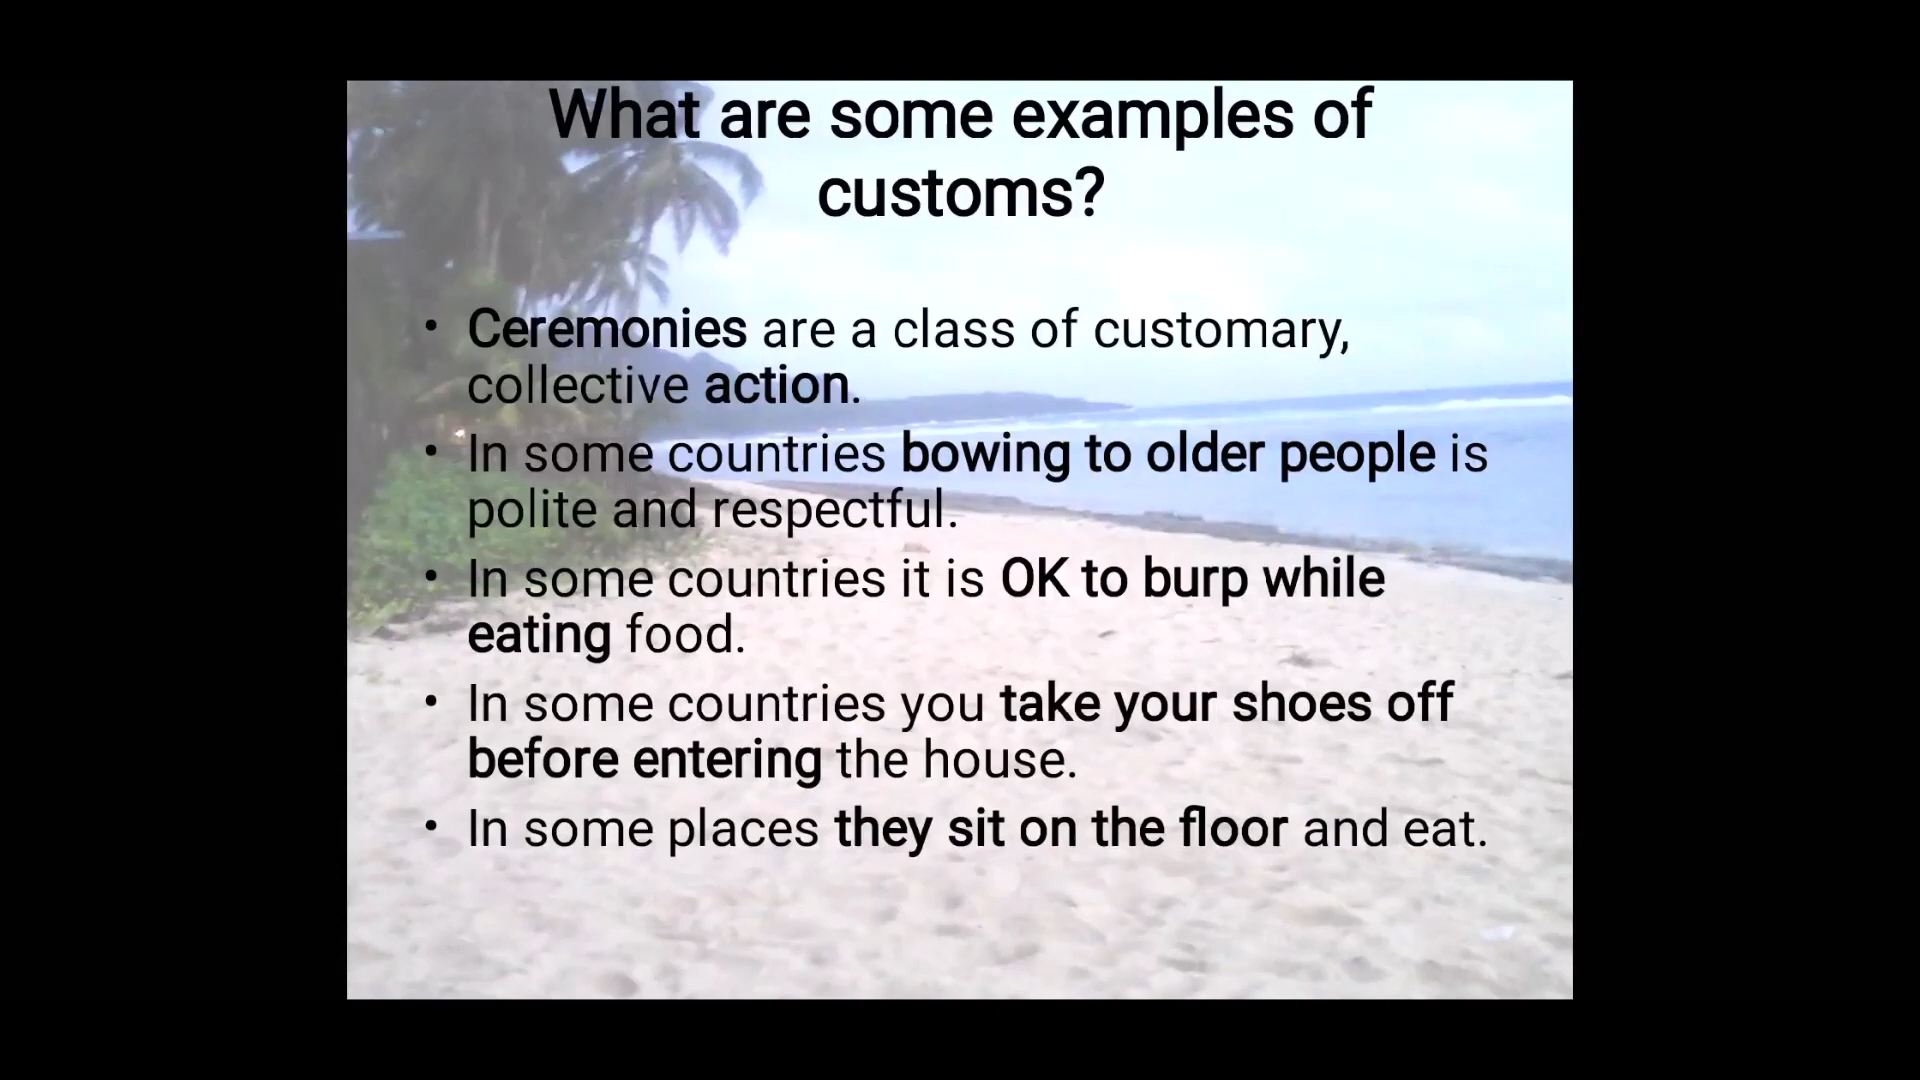 What are some examples of
customs?
• Ceremonies are a class of customary,
collective action.
• In some countries bowing to older people is
polite and respectful.
• In some countries it is OK to burp while
eating food.
• In some countries you take your shoes off
before entering the house.
• In some places they sit on the floor and eat.